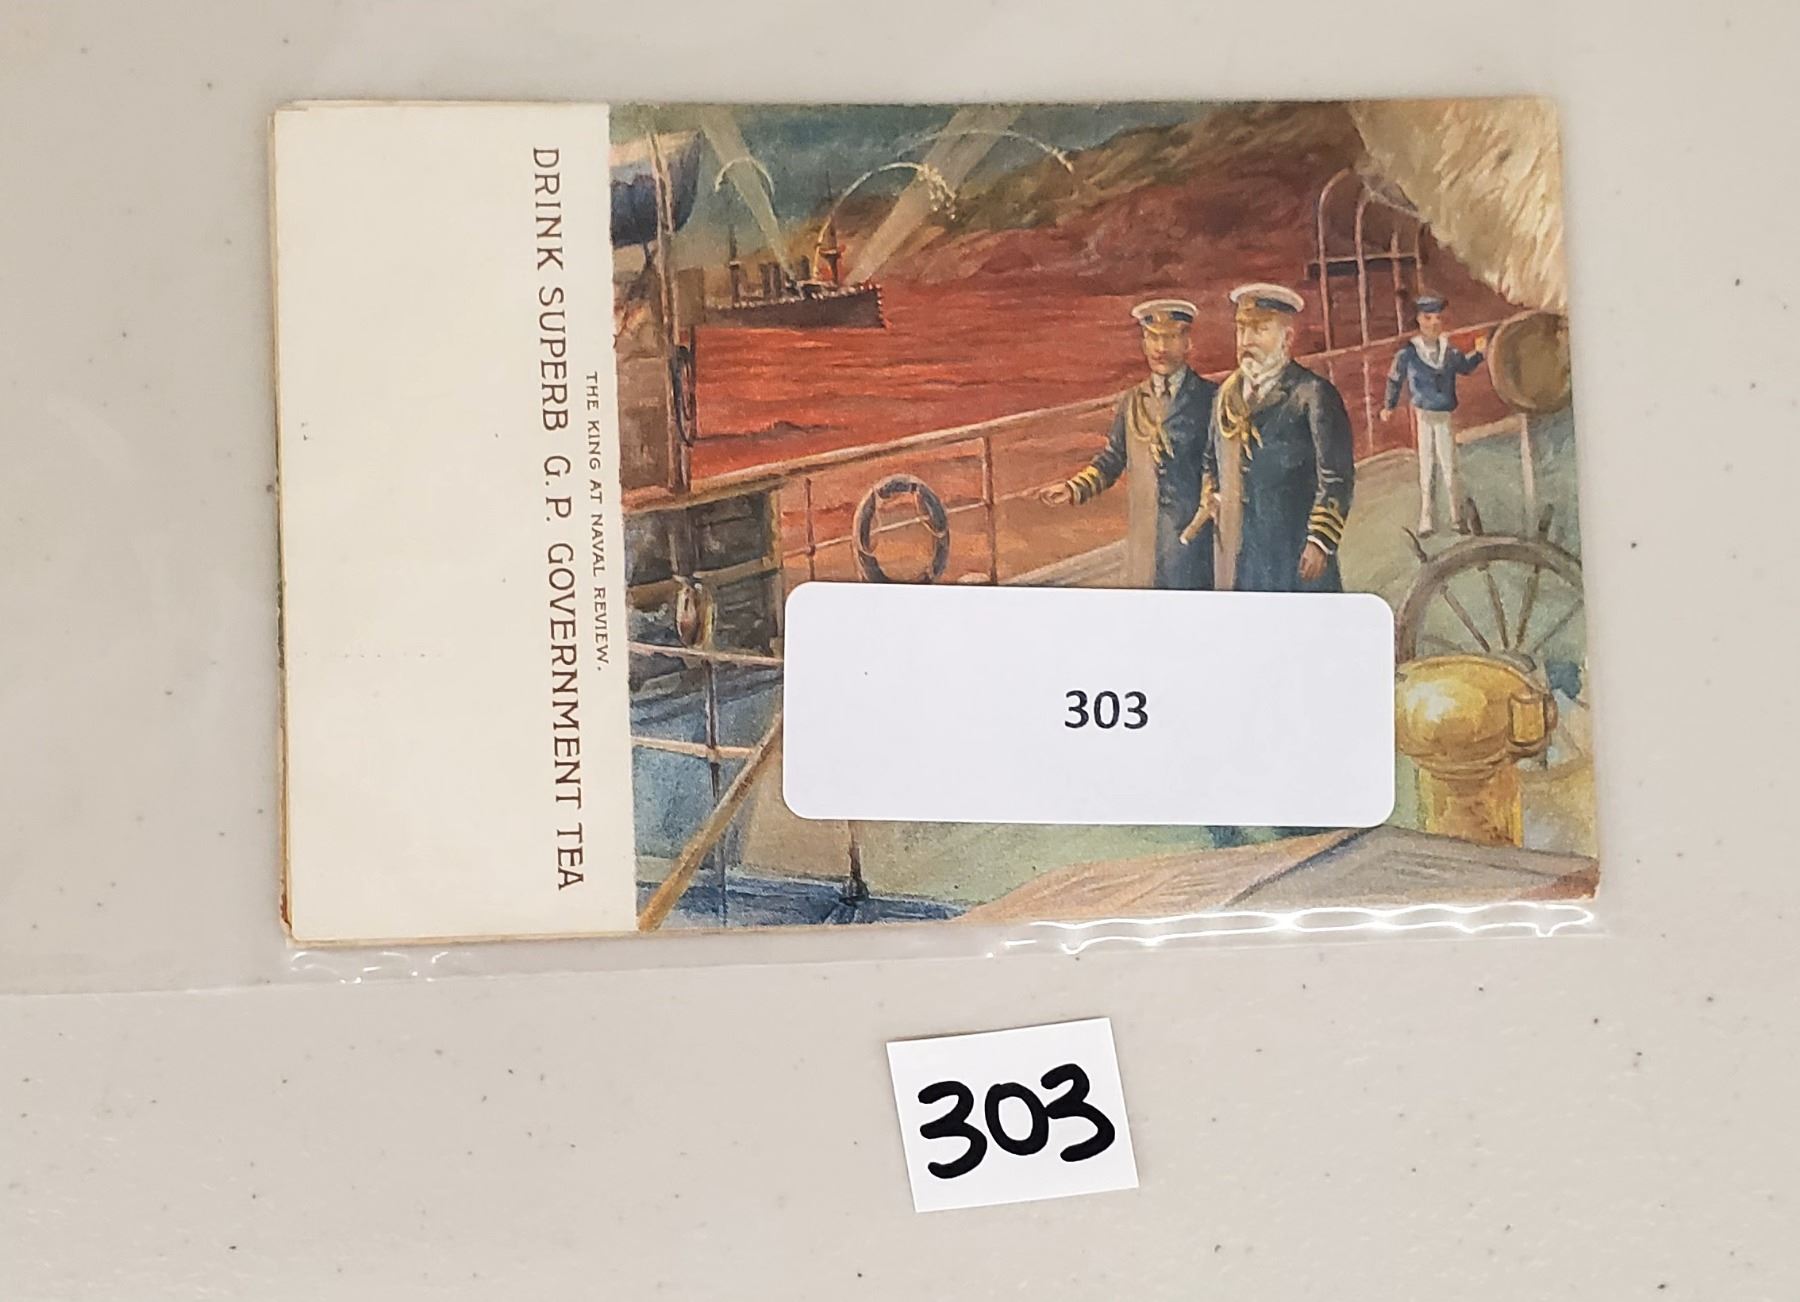 THE KING AT NAVAL REVIEW.
DRINK SUPERB G. P. GOVERNMENT TEA
303
303